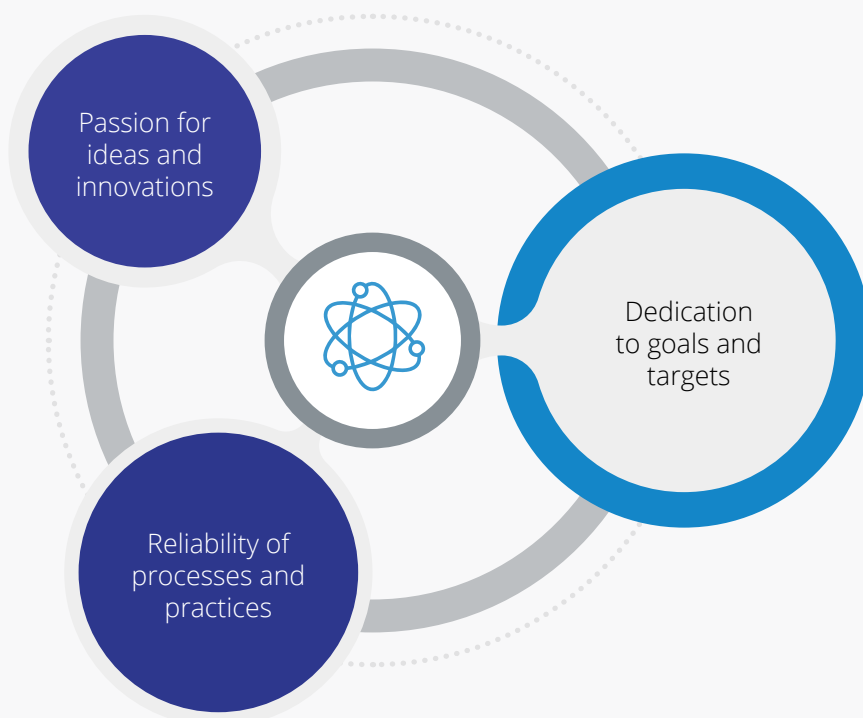 Passion for
ideas and
innovations
Dedication
to goals and
targets
Reliability of
processes and
practices